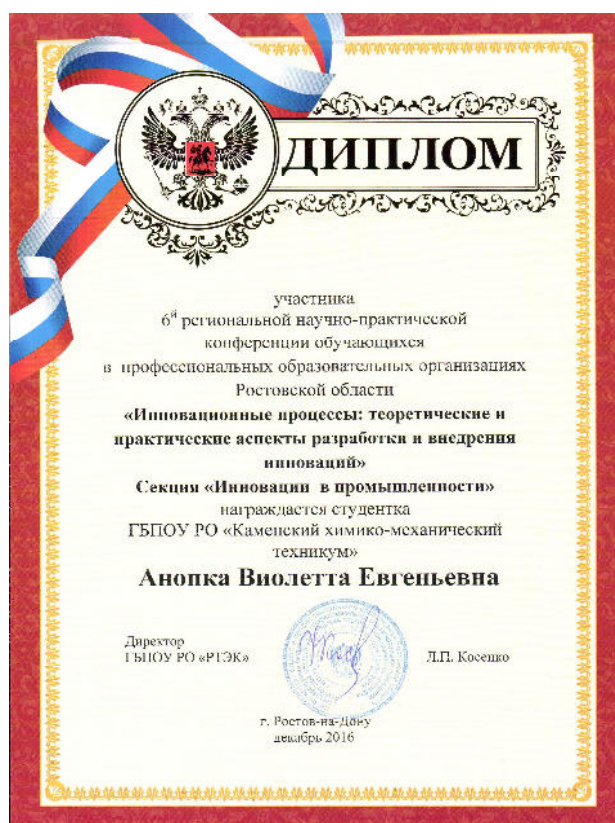 ДИПЛОМ
участника
6й региональной научно-практической
конференции обучающихся
в профессиональных образовательных организациях
Ростовской области
«Инновационные процессы: теоретические и
практические аспекты разработки и внедрения
инноваций»
Секция «Инновации в промышленности»
награждается студентка
ГБПОУ РО «Каменский химико-механический
техникум»
Анопка Виолетта Евгеньевна
Директор
ГБПОУ РО «РТЭК»
Л.П. Косенко
г. Ростов-на-Дону
декабрь 2016